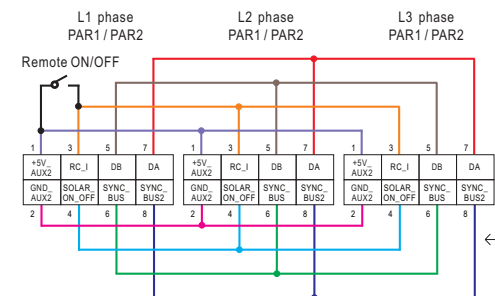 L1 phase L2 phase L3 phase
PAR1 / PAR2 PAR1 / PAR2 PAR1 / PAR2
Remote ON/OFF
1 3 5 7 1 3 5 7 1 3 5 7
+5V_ AUX2 RC_I DB DA +5V_ AUX2 RC_I DB DA +5V_ AUX2 RC_I DB DA
GND_ AUX2 SOLAR_ ON_OFF SYNC_ BUS SYNC_ BUS2 GND_ AUX2 SOLAR_ ON_OFF SYNC_ BUS SYNC_ BUS2 GND_ AUX2 SOLAR_ ON_OFF SYNC_ BUS SYNC_ BUS2
2 4 6 8 2 4 6 8 2 4 6 8